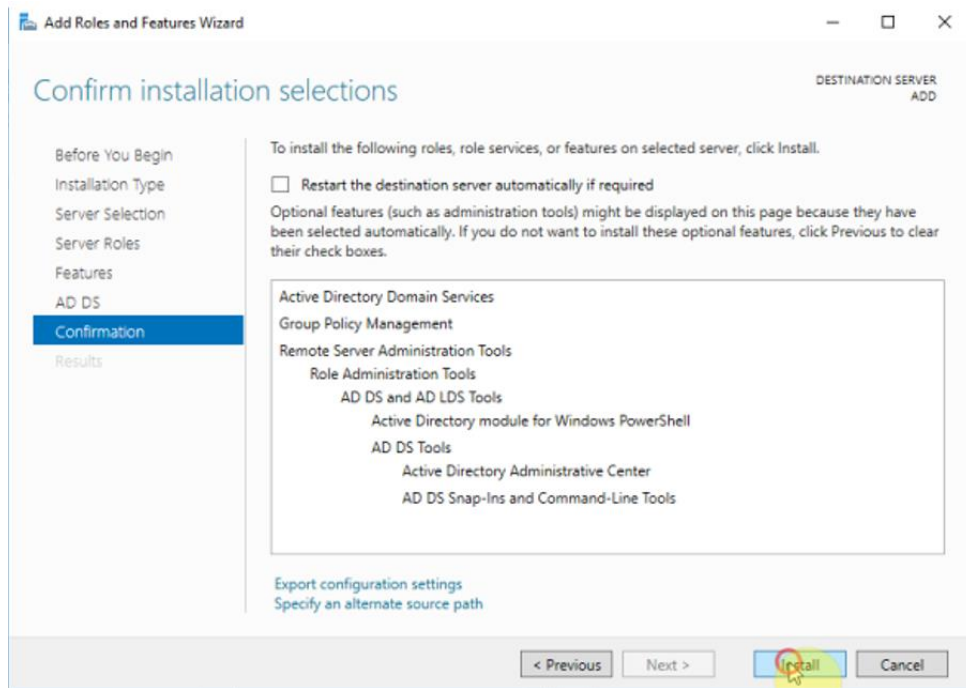 Add Roles and Features Wizard
Confirm installation selections
DESTINATION SERVER
ADD
Before You Begin
Installation Type
Server Selection
Server Roles
Features
AD DS
Confirmation
Results
To install the following roles, role services, or features on selected server, click Install.
Restart the destination server automatically if required
Optional features (such as administration tools) might be displayed on this page because they have
been selected automatically. If you do not want to install these optional features, click Previous to clear
their check boxes.
Active Directory Domain Services
Group Policy Management
Remote Server Administration Tools
Role Administration Tools
AD DS and AD LDS Tools
Active Directory module for Windows PowerShell
AD DS Tools
Active Directory Administrative Center
AD DS Snap-Ins and Command-Line Tools
Export configuration settings
Specify an alternate source path
< Previous
Next >
Install
Cancel